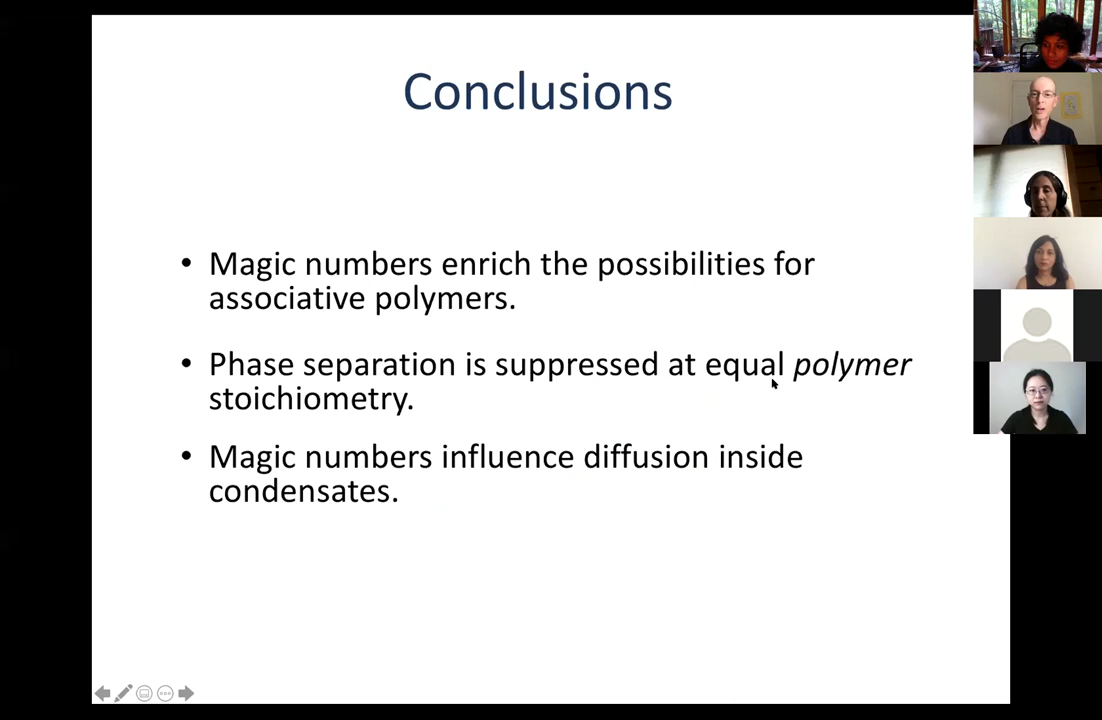 Conclusions
• Magic numbers enrich the possibilities for
associative polymers.
• Phase separation is suppressed at equal polymer
stoichiometry.
• Magic numbers influence diffusion inside
condensates.